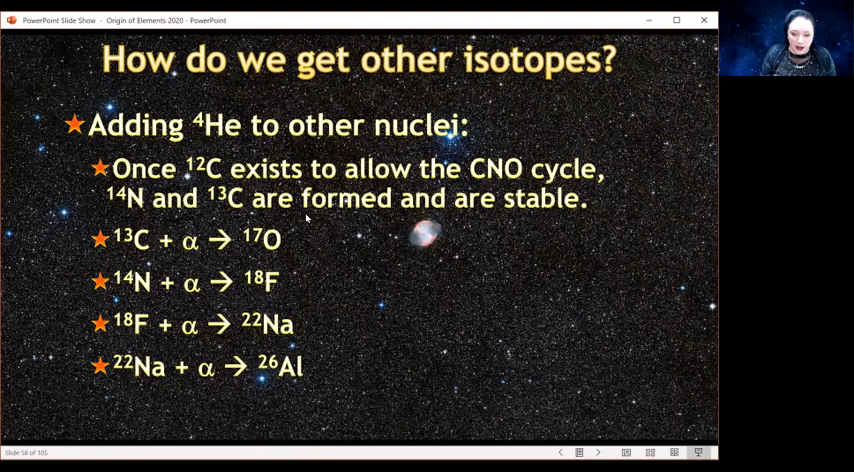 PowerPoint Slide Show - Origin of Elements 2020 - PowerPoint
How do we get other isotopes?
Adding ⁴He to other nuclei:
Once ¹²C exists to allow the CNO cycle,
¹⁴N and ¹³C are formed and are stable.
¹³C + α → ¹⁷O
¹⁴N + α → ¹⁸F
¹⁸F + α → ²²Na
²²Na + α → ²⁶Al
Slide 58 of 105